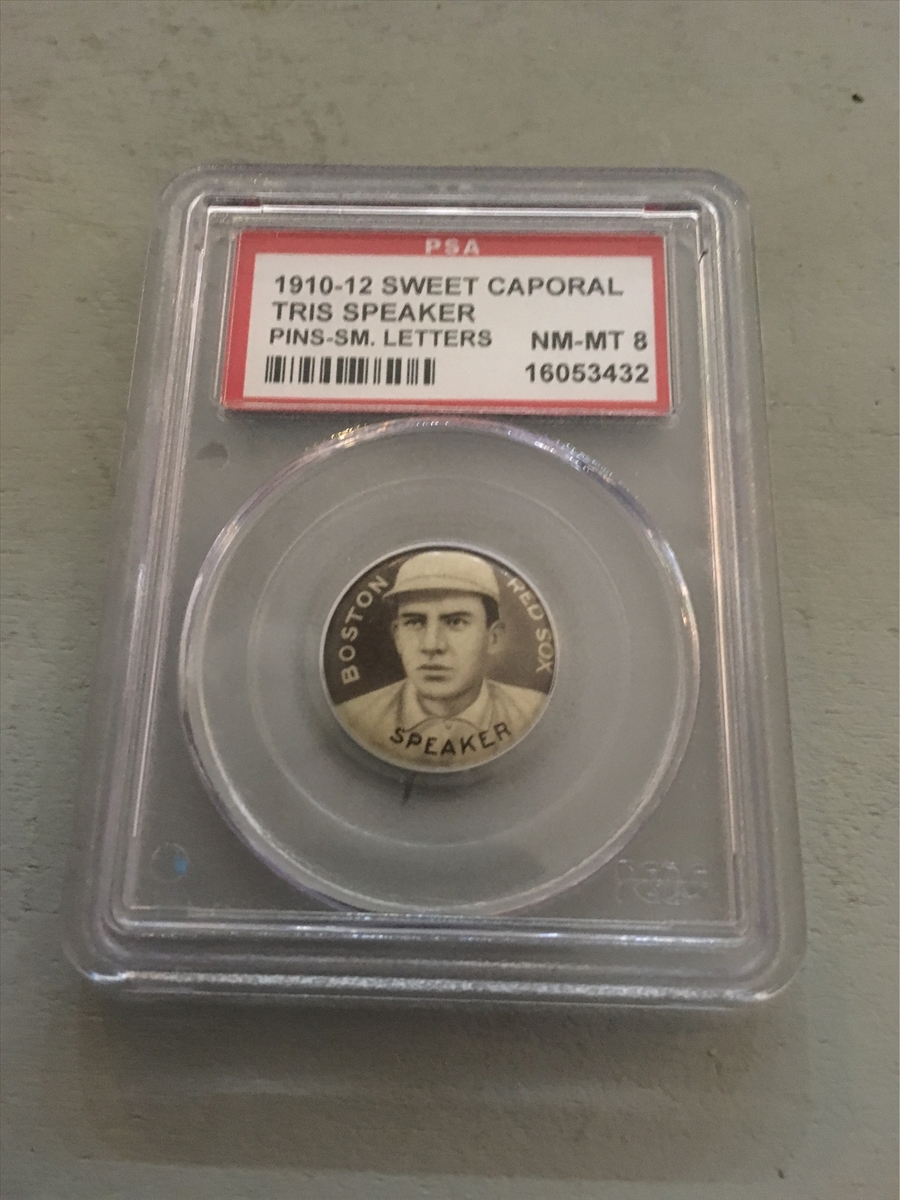 PSA
1910-12 SWEET CAPORAL
TRIS SPEAKER
PINS-SM. LETTERS NM-MT 8
16053432
BOSTON RED SOX
SPEAKER